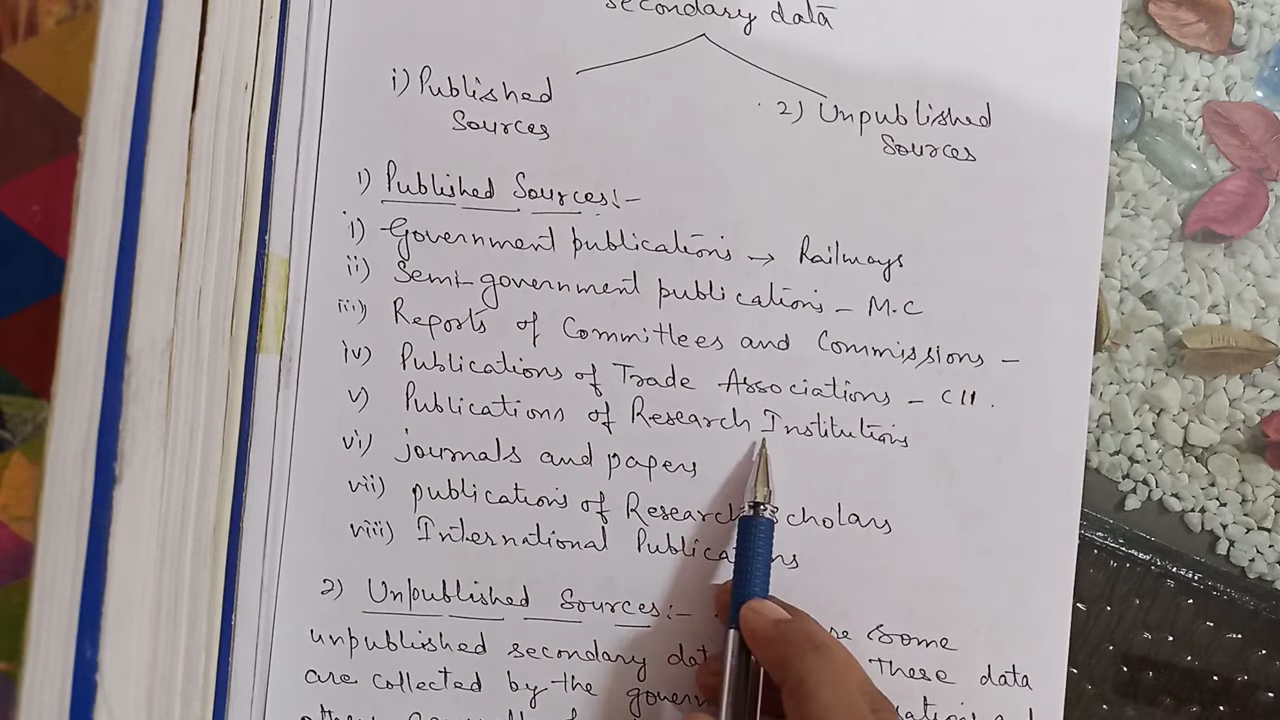 secondary data
i) Published
Sources
2) Unpublished
Sources
1) Published Sources:-
i) Government publications → Railways
ii) Semi-government publications - M.C
iii) Reports of Committees and Commissions -
iv) Publications of Trade Associations - CII.
v) Publications of Research Institutions
vi) journals and papers
vii) publications of Research Scholars
viii) International Publications
2) Unpublished Sources:-
some
unpublished secondary These data
are collected by the